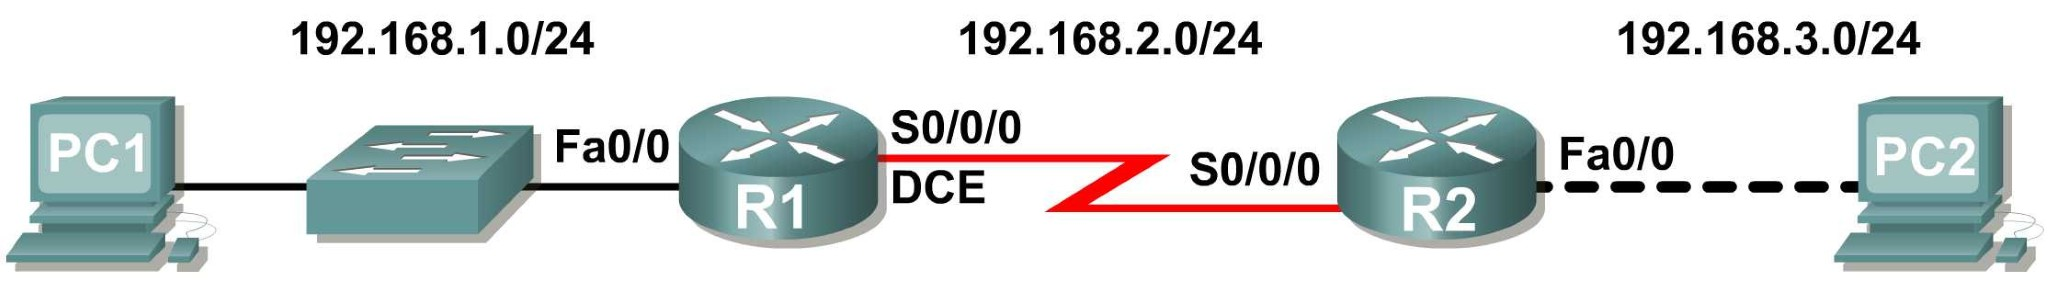 192.168.1.0/24
192.168.2.0/24
192.168.3.0/24
PC1
Fa0/0
R1
S0/0/0
DCE
S0/0/0
R2
Fa0/0
PC2